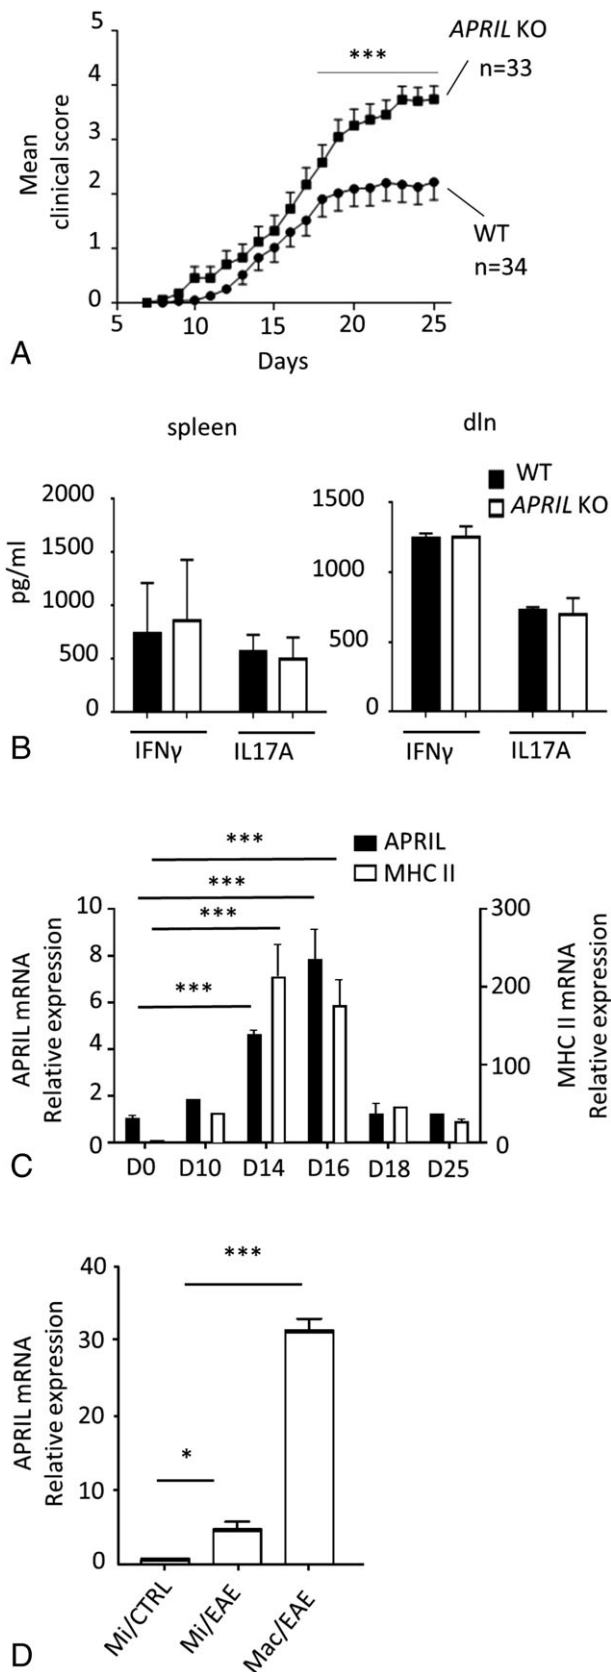 5
4
3
2
1
0
Mean
clinical score
***
APRIL KO
n=33
WT
n=34
5 10 15 20 25
Days
A
spleen
dln
WT
APRIL KO
2000
1500
1000
500
0
pg/ml
1500
1000
500
0
IFNγ IL17A
IFNγ IL17A
B
***
***
***
***
APRIL
MHC II
10
8
6
4
2
0
APRIL mRNA
Relative expression
300
200
100
0
MHC II mRNA
Relative expression
D0 D10 D14 D16 D18 D25
C
40
30
20
10
0
APRIL mRNA
Relative expression
***
*
Mi/CTRL
Mi/EAE
Mac/EAE
D